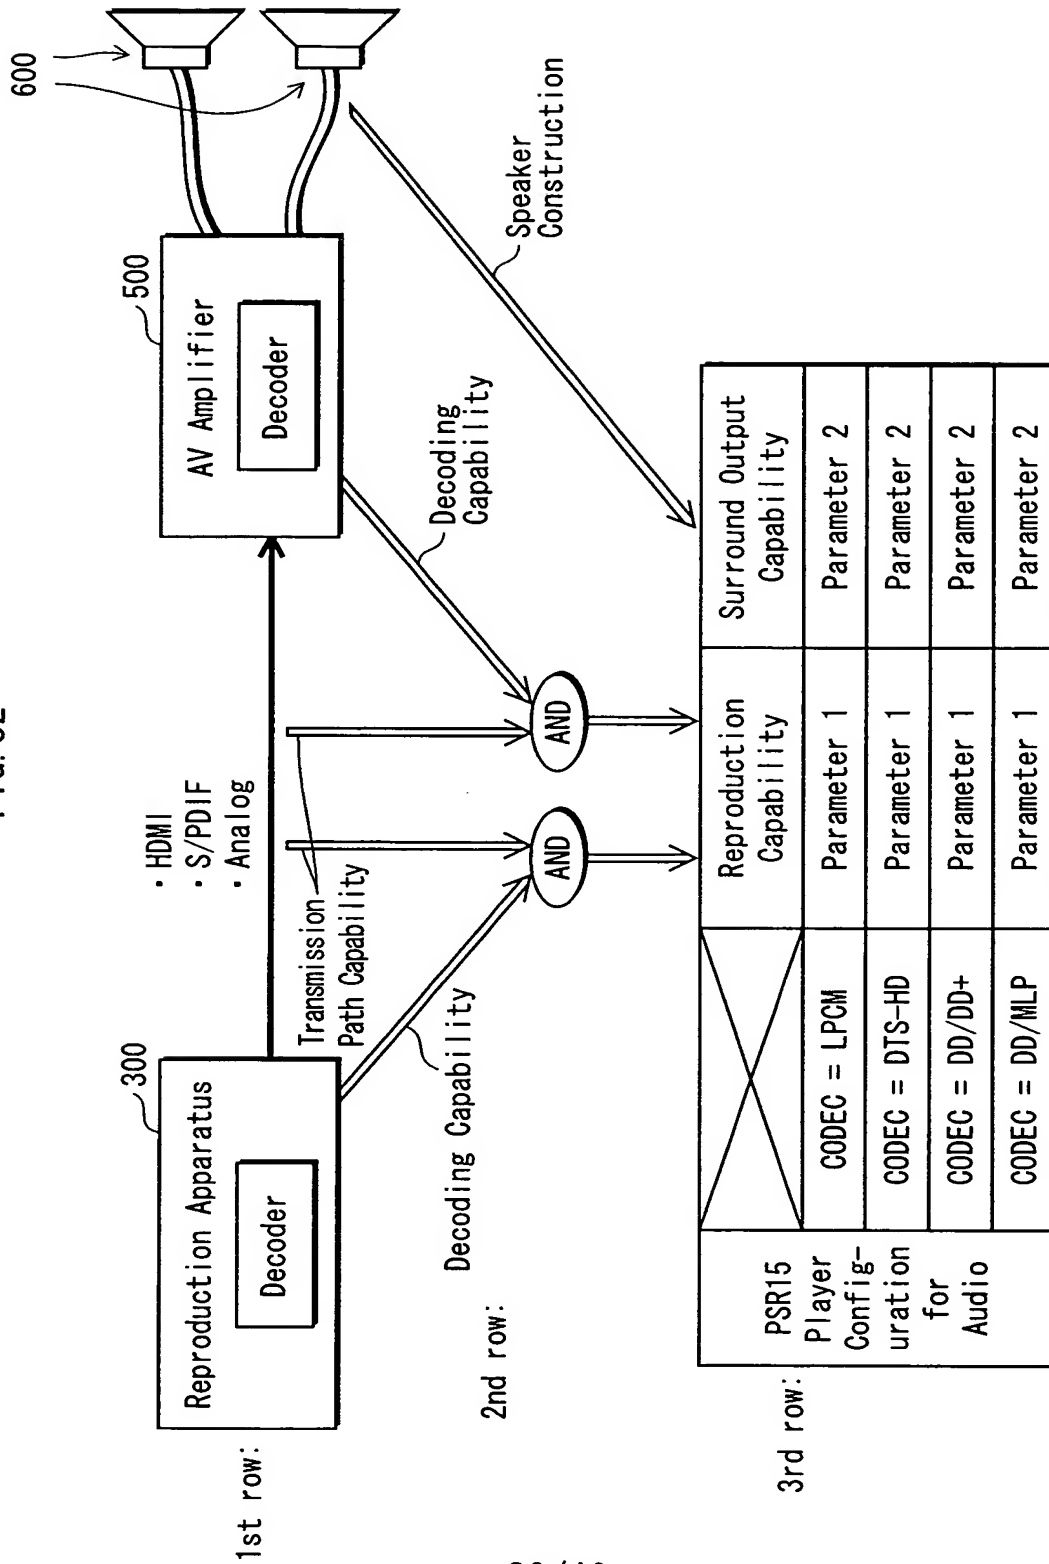 1st row:
Reproduction Apparatus
300
Decoder
・HDMI
・S/PDIF
・Analog
AV Amplifier
500
Decoder
600
2nd row:
Decoding Capability
Transmission
Path Capability
Decoding
Capability
Speaker
Construction
AND
AND
3rd row:
PSR15
Player
Config-
uration
for
Audio
Reproduction
Capability
Surround Output
Capability
CODEC = LPCM
Parameter 1
Parameter 2
CODEC = DTS-HD
Parameter 1
Parameter 2
CODEC = DD/DD+
Parameter 1
Parameter 2
CODEC = DD/MLP
Parameter 1
Parameter 2